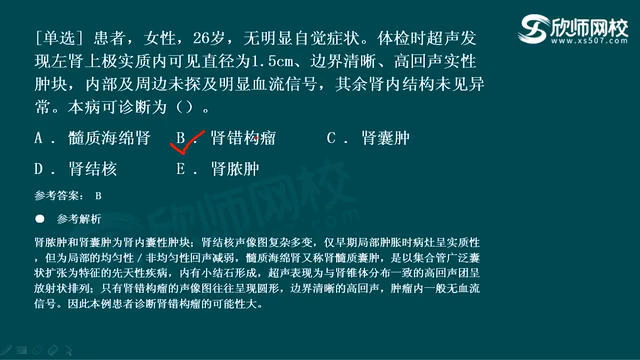 欣师网校
www.xs507.com
[单选] 患者，女性，26岁，无明显自觉症状。体检时超声发
现左肾上极实质内可见直径为1.5cm、边界清晰、高回声实性
肿块，内部及周边未探及明显血流信号，其余肾内结构未见异
常。本病可诊断为（）。
A . 髓质海绵肾 B . 肾错构瘤 C . 肾囊肿
D . 肾结核 E . 肾脓肿
参考答案： B
● 参考解析
肾脓肿和肾囊肿为肾内囊性肿块；肾结核声像图复杂多变，仅早期局部肿胀时病灶呈实质性
，但为局部的均匀性／非均匀性回声减弱，髓质海绵肾又称肾髓质囊肿，是以集合管广泛囊
状扩张为特征的先天性疾病，内有小结石形成，超声表现为与肾锥体分布一致的高回声团呈
放射状排列；只有肾错构瘤的声像图往往呈现圆形，边界清晰的高回声，肿瘤内一般无血流
信号。因此本例患者诊断肾错构瘤的可能性大。